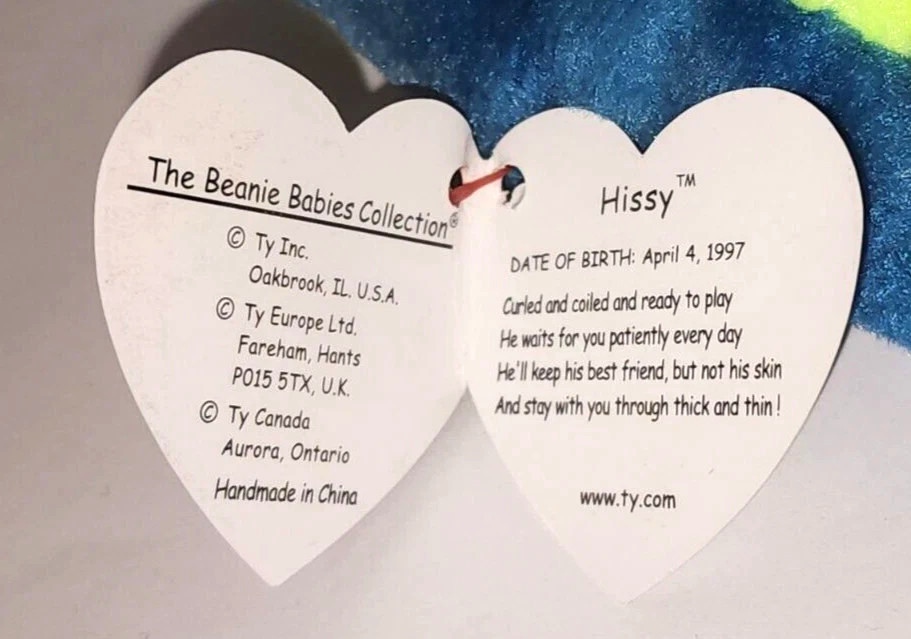 The Beanie Babies Collection®
© Ty Inc.
Oakbrook, IL. U.S.A.
© Ty Europe Ltd.
Fareham, Hants
PO15 5TX, U.K.
© Ty Canada
Aurora, Ontario
Handmade in China
Hissy™
DATE OF BIRTH: April 4, 1997
Curled and coiled and ready to play
He waits for you patiently every day
He'll keep his best friend, but not his skin
And stay with you through thick and thin!
www.ty.com